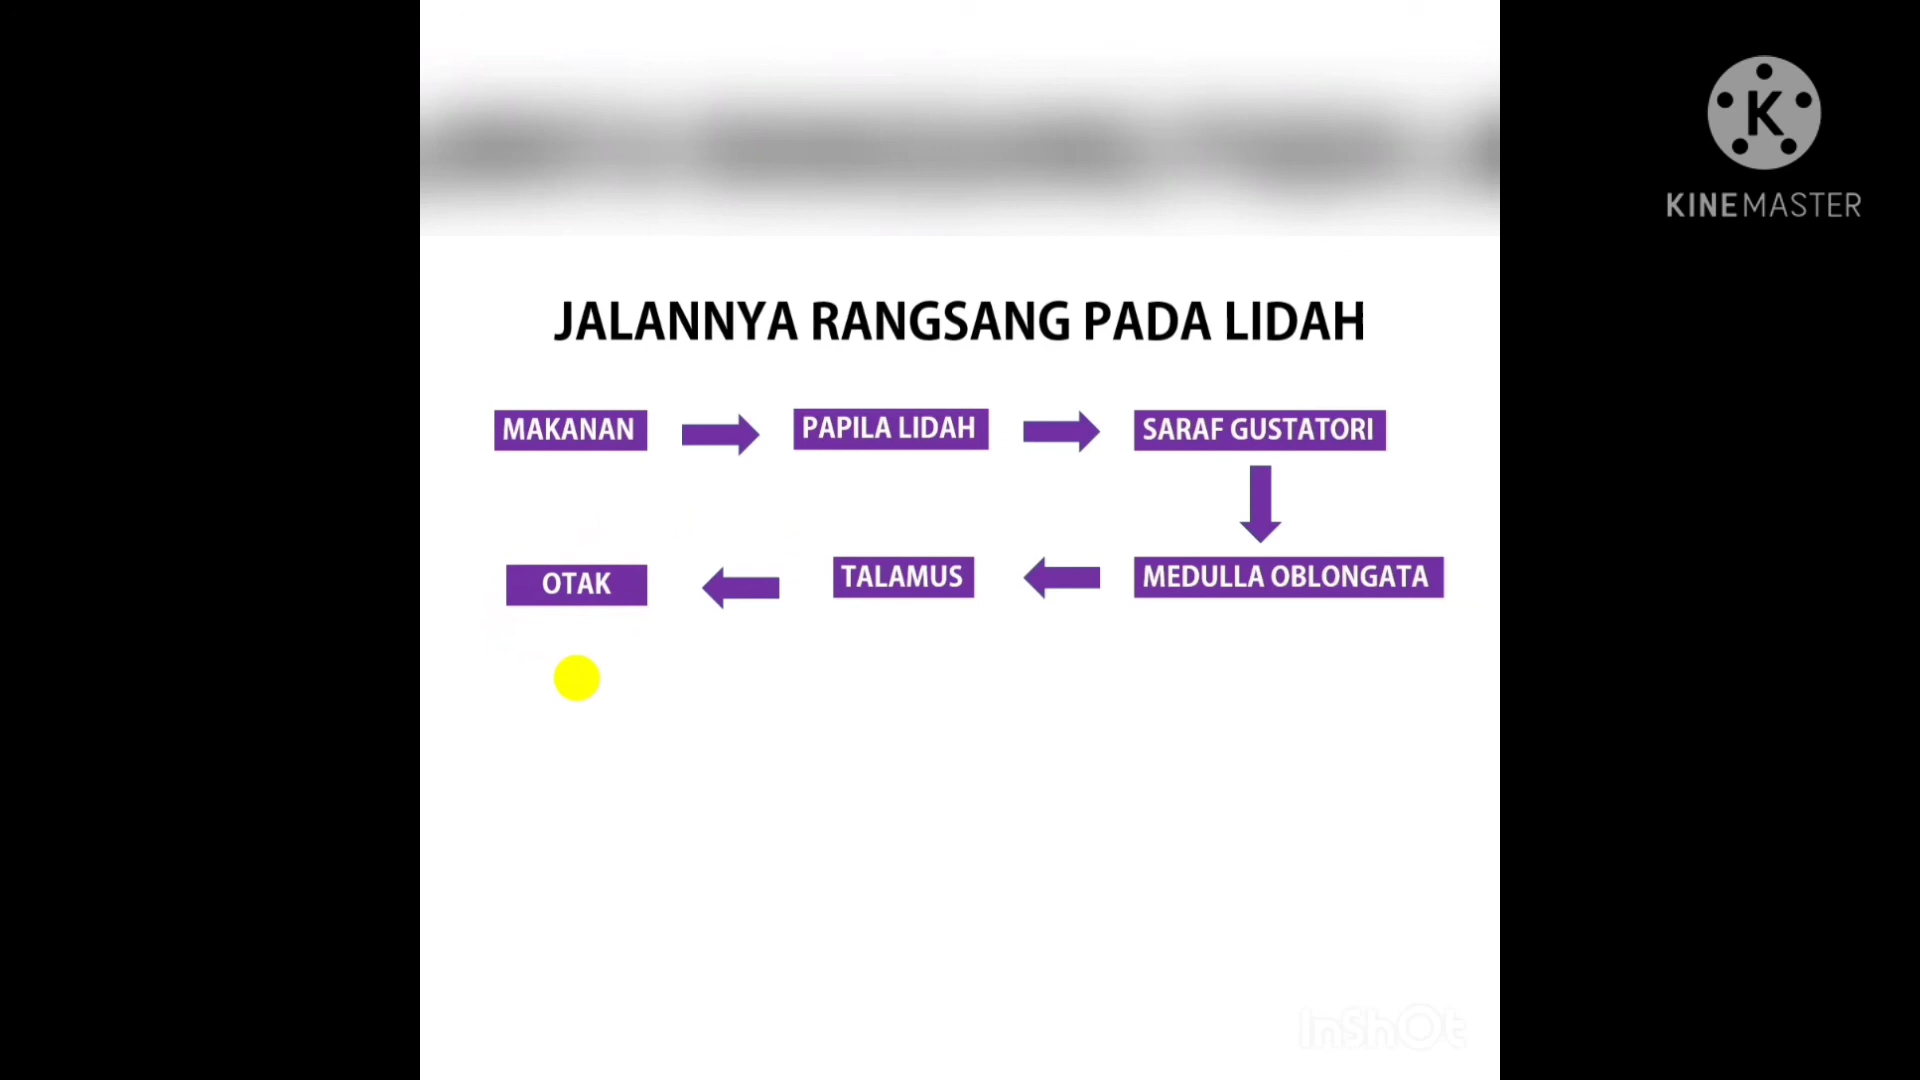 KINEMASTER
JALANNYA RANGSANG PADA LIDAH
MAKANAN
PAPILA LIDAH
SARAF GUSTATORI
MEDULLA OBLONGATA
TALAMUS
OTAK
InShOt